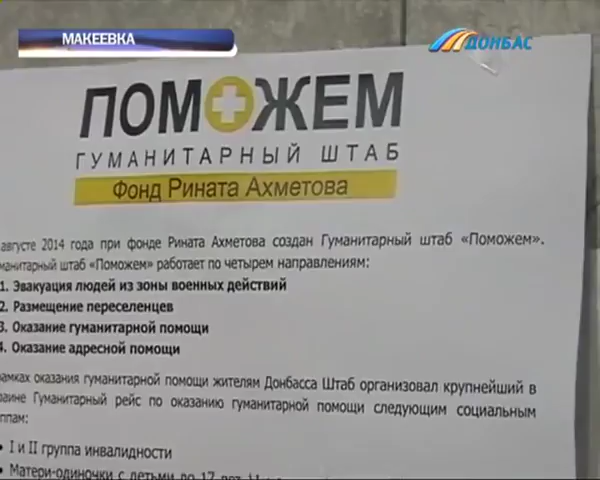 МАКЕЕВКА
ДОНБАС
ПОМОЖЕМ
ГУМАНИТАРНЫЙ ШТАБ
Фонд Рината Ахметова
августе 2014 года при фонде Рината Ахметова создан Гуманитарный штаб «Поможем».
манитарный штаб «Поможем» работает по четырем направлениям:
1. Эвакуация людей из зоны военных действий
2. Размещение переселенцев
3. Оказание гуманитарной помощи
4. Оказание адресной помощи
рамках оказания гуманитарной помощи жителям Донбасса Штаб организовал крупнейший в
раине Гуманитарный рейс по оказанию гуманитарной помощи следующим социальным
ппам:
• I и II группа инвалидности
• Матери-одиночки с детьми до 17 лет